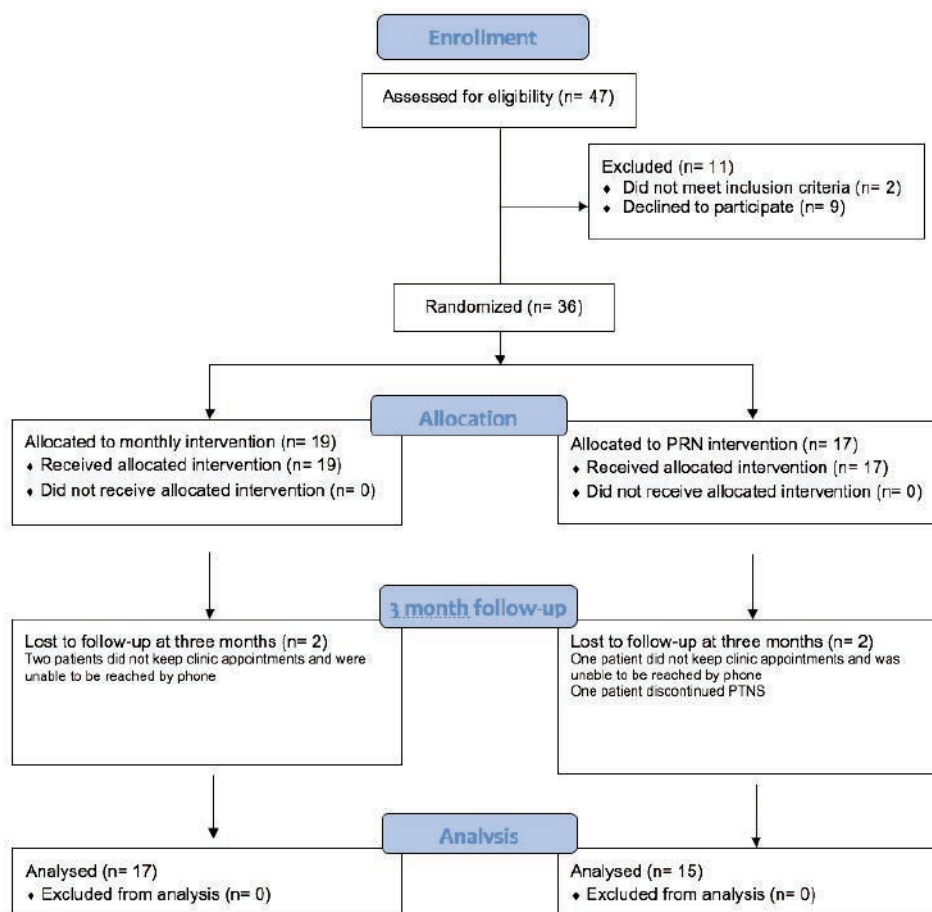 Enrollment
Assessed for eligibility (n= 47)
Excluded (n= 11)
♦ Did not meet inclusion criteria (n= 2)
♦ Declined to participate (n= 9)
Randomized (n= 36)
Allocation
Allocated to monthly intervention (n= 19)
♦ Received allocated intervention (n= 19)
♦ Did not receive allocated intervention (n= 0)
Allocated to PRN intervention (n= 17)
♦ Received allocated intervention (n= 17)
♦ Did not receive allocated intervention (n= 0)
3 month follow-up
Lost to follow-up at three months (n= 2)
Two patients did not keep clinic appointments and were
unable to be reached by phone
Lost to follow-up at three months (n= 2)
One patient did not keep clinic appointments and was
unable to be reached by phone
One patient discontinued PTNS
Analysis
Analysed (n= 17)
♦ Excluded from analysis (n= 0)
Analysed (n= 15)
♦ Excluded from analysis (n= 0)